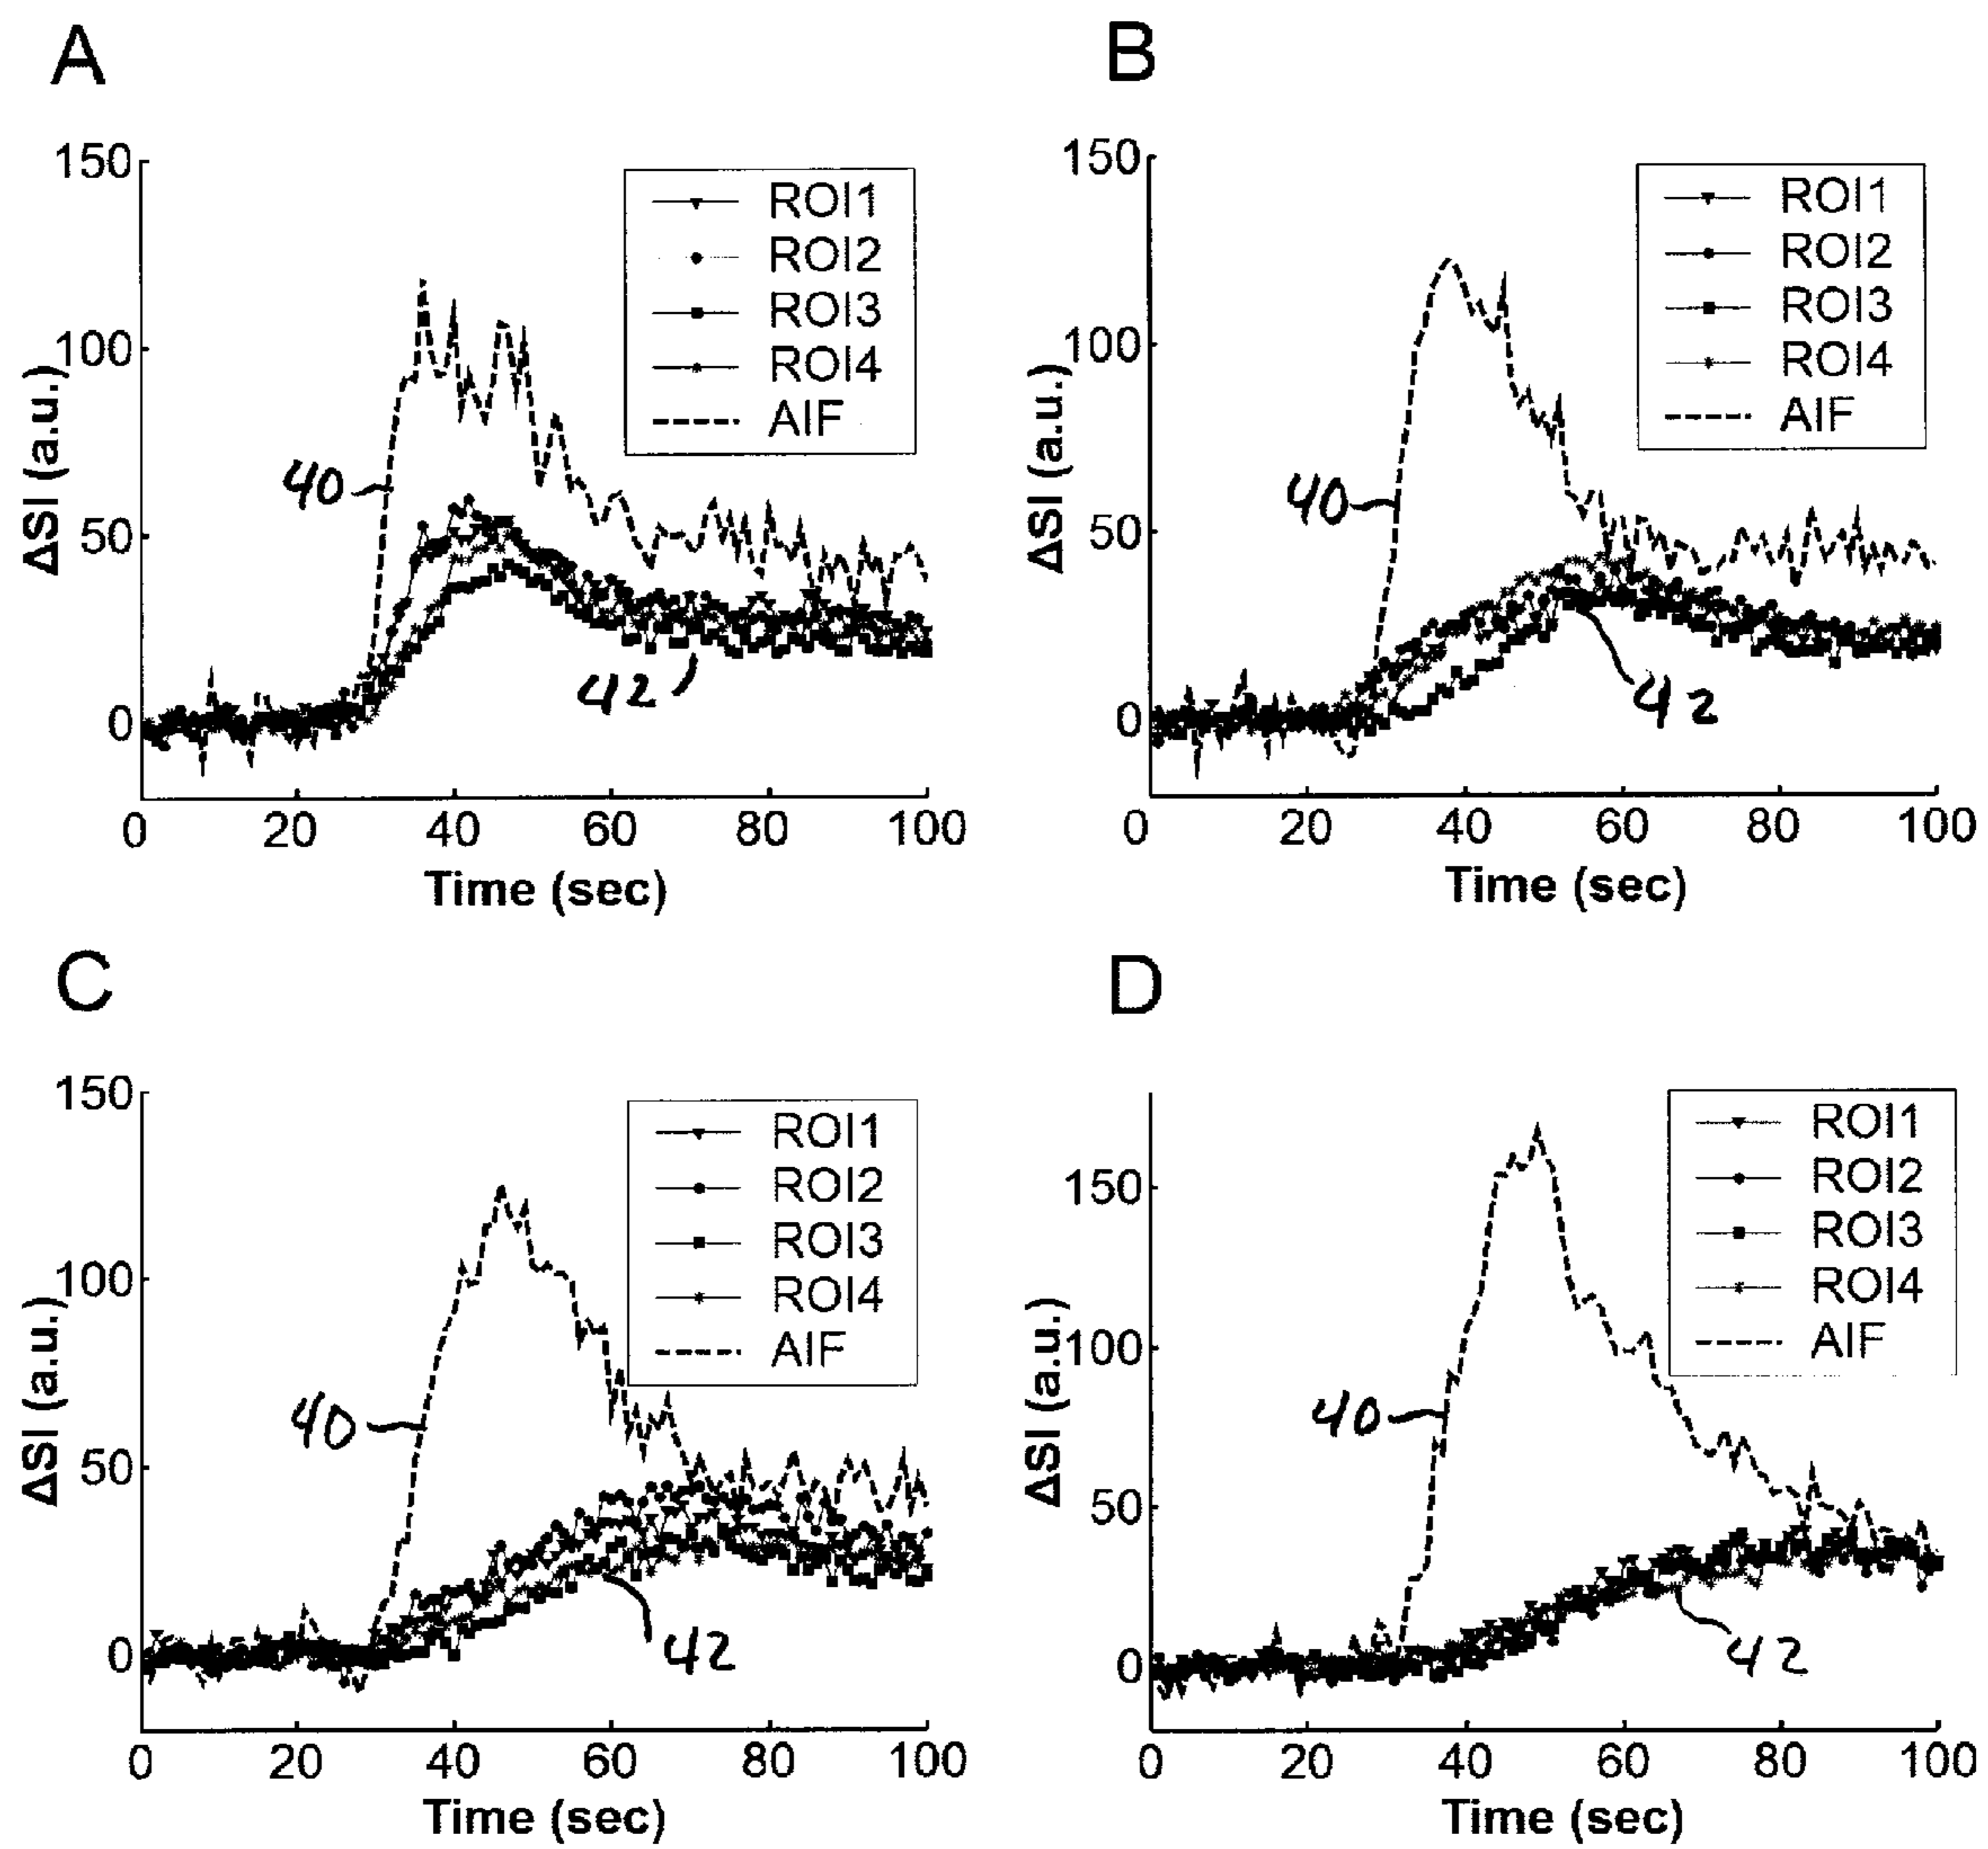 A
150
100
50
0
ΔSI (a.u.)
ROI1
ROI2
ROI3
ROI4
AIF
40
42
0 20 40 60 80 100
Time (sec)
B
150
100
50
0
ΔSI (a.u.)
ROI1
ROI2
ROI3
ROI4
AIF
40
42
0 20 40 60 80 100
Time (sec)
C
150
100
50
0
ΔSI (a.u.)
ROI1
ROI2
ROI3
ROI4
AIF
40
42
0 20 40 60 80 100
Time (sec)
D
150
100
50
0
ΔSI (a.u.)
ROI1
ROI2
ROI3
ROI4
AIF
40
42
0 20 40 60 80 100
Time (sec)